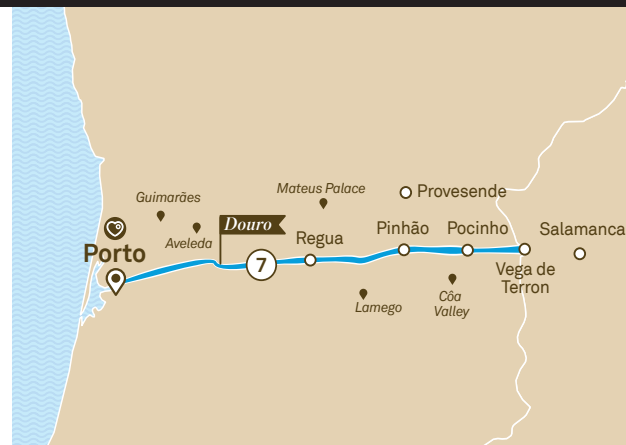 Provesende
Mateus Palace
Guimarães
Douro
Aveleda
Regua
Pinhão
Pocinho
Salamanca
Porto
7
Vega de
Terron
Lamego
Côa
Valley